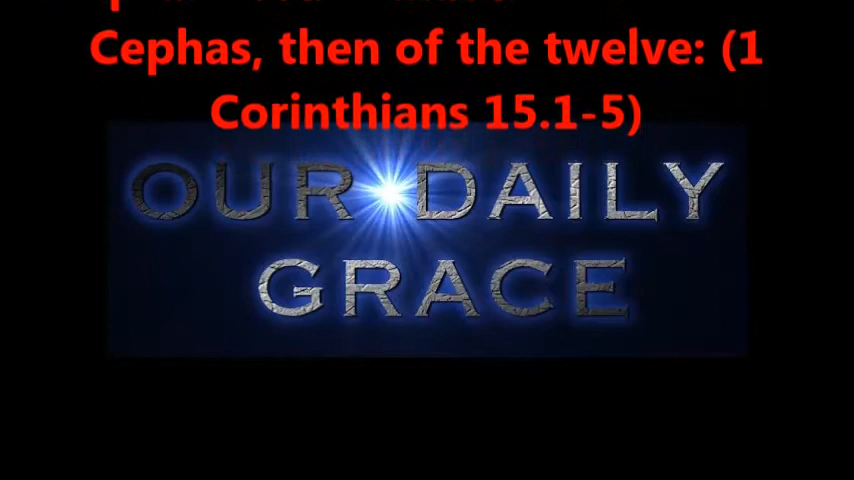 Cephas, then of the twelve: (1
Corinthians 15.1-5)
OUR DAILY
GRACE